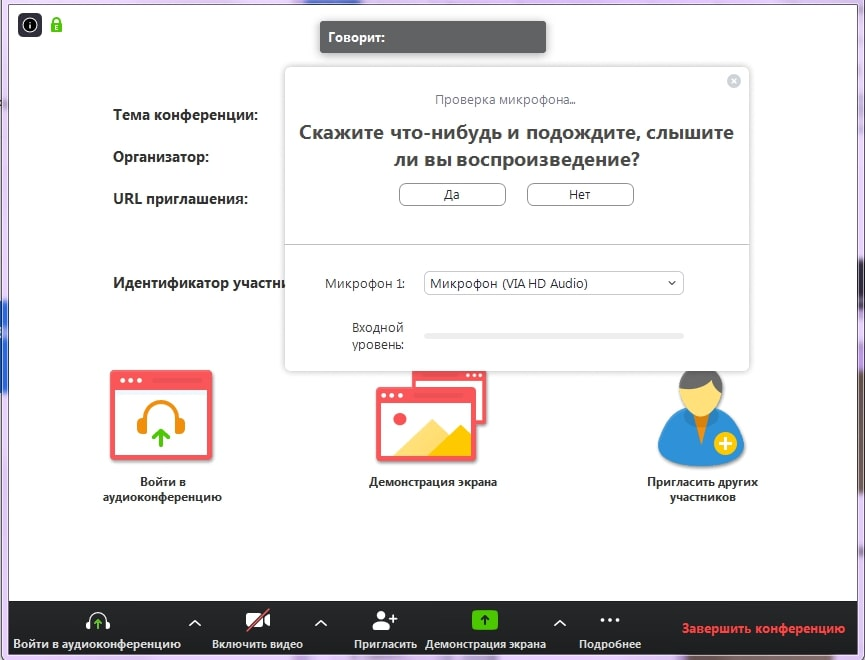 Говорит:
Проверка микрофона...
Скажите что-нибудь и подождите, слышите
ли вы воспроизведение?
Да
Нет
Тема конференции:
Организатор:
URL приглашения:
Идентификатор участни
Микрофон 1:
Микрофон (VIA HD Audio)
Входной
уровень:
Войти в
аудиоконференцию
Демонстрация экрана
Пригласить других
участников
Войти в аудиоконференцию
Включить видео
Пригласить
Демонстрация экрана
Подробнее
Завершить конференцию